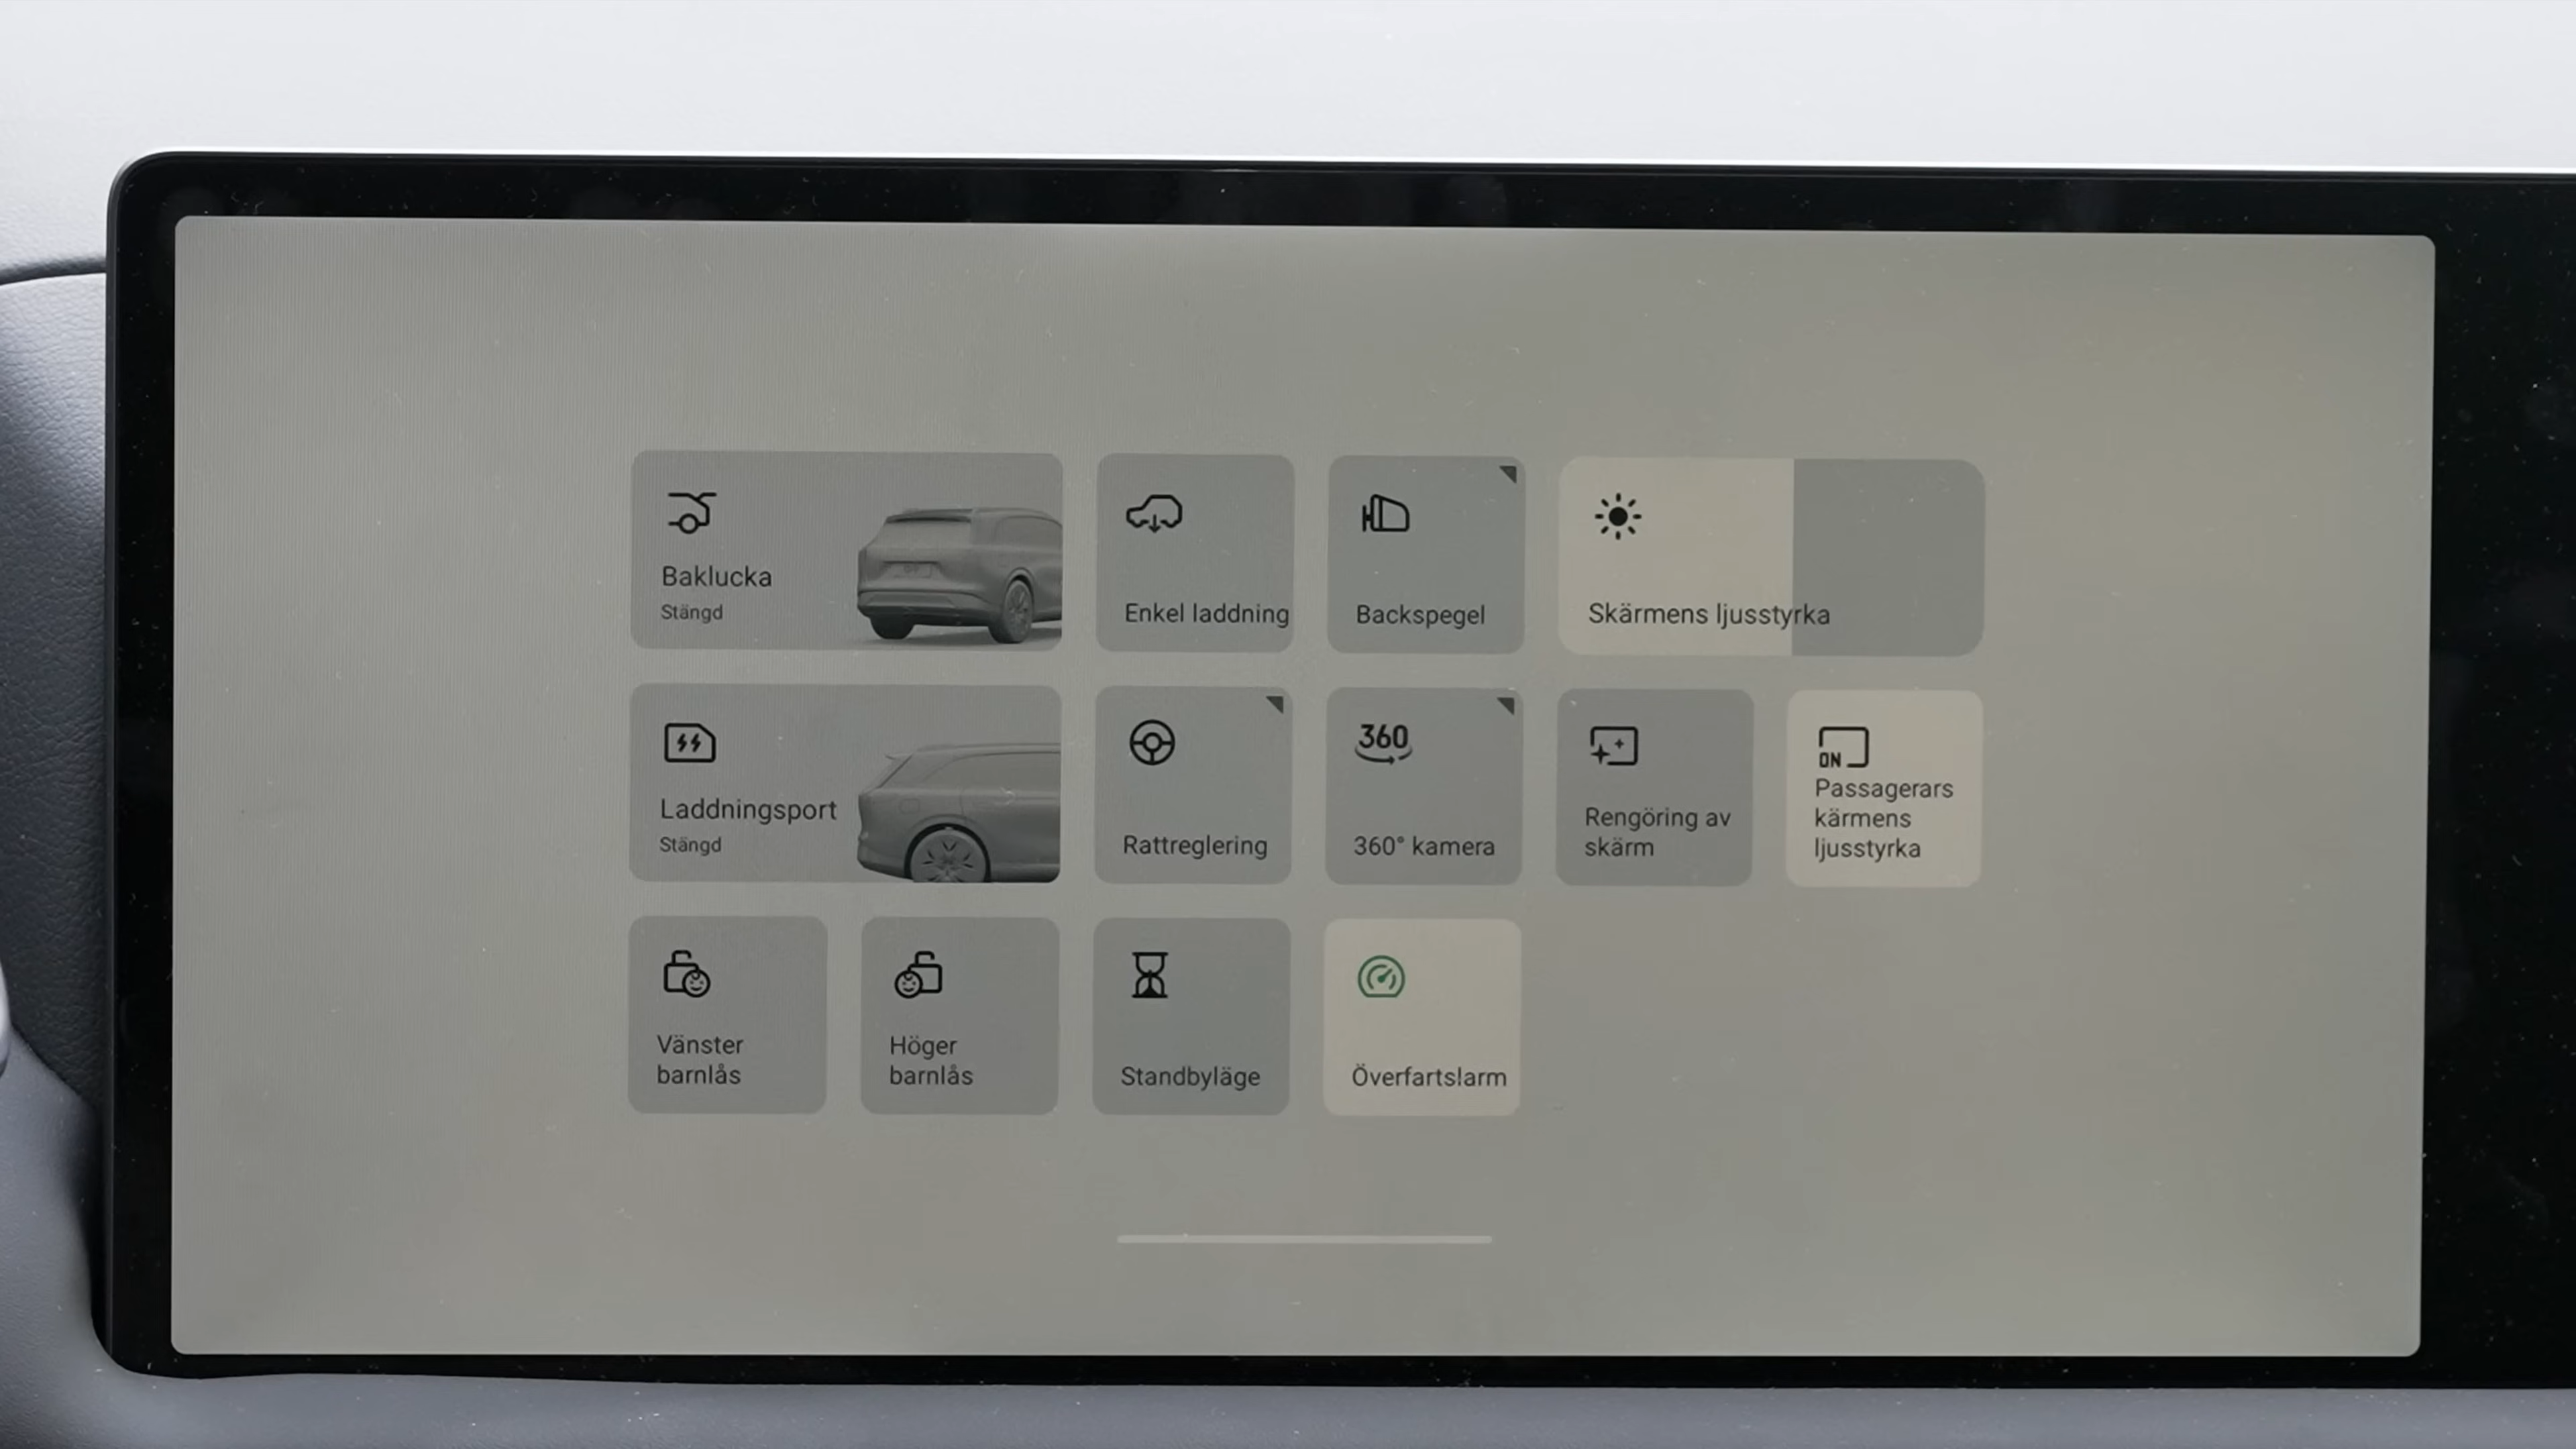 Baklucka
Stängd
Enkel laddning
Backspegel
Skärmens ljusstyrka
Laddningsport
Stängd
Rattreglering
360
360° kamera
Rengöring av
skärm
ON
Passagerars
kärmens
ljusstyrka
Vänster
barnlås
Höger
barnlås
Standbyläge
Överfartslarm